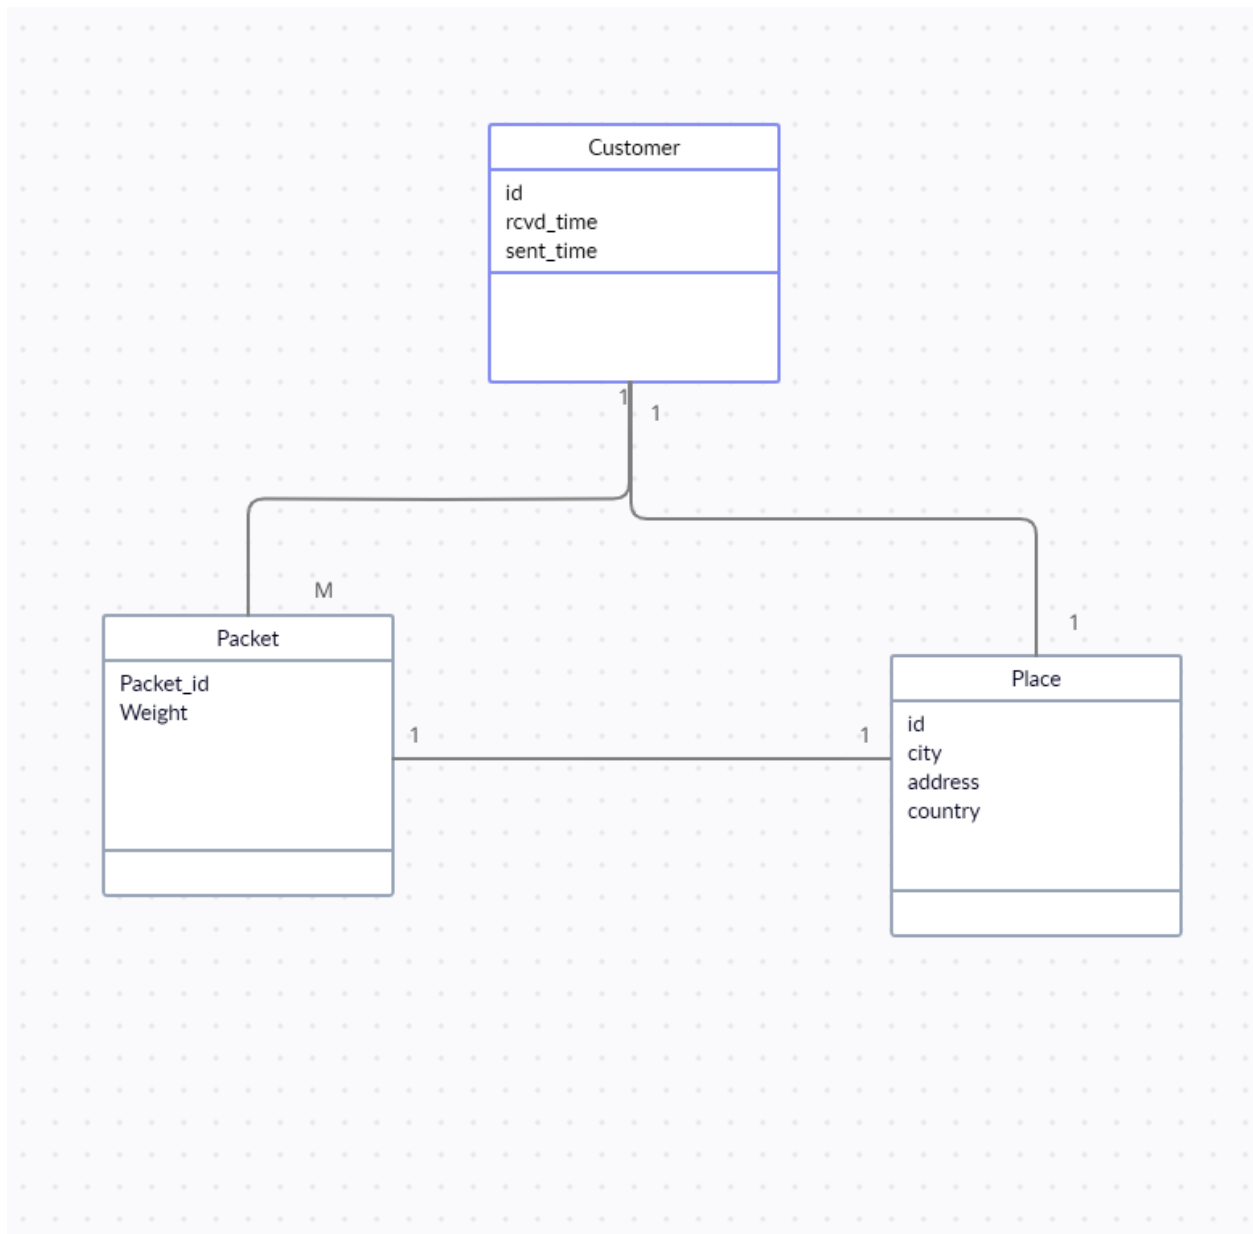 Customer
id
rcvd_time
sent_time
1
1
M
Packet
Packet_id
Weight
1
1
1
Place
id
city
address
country